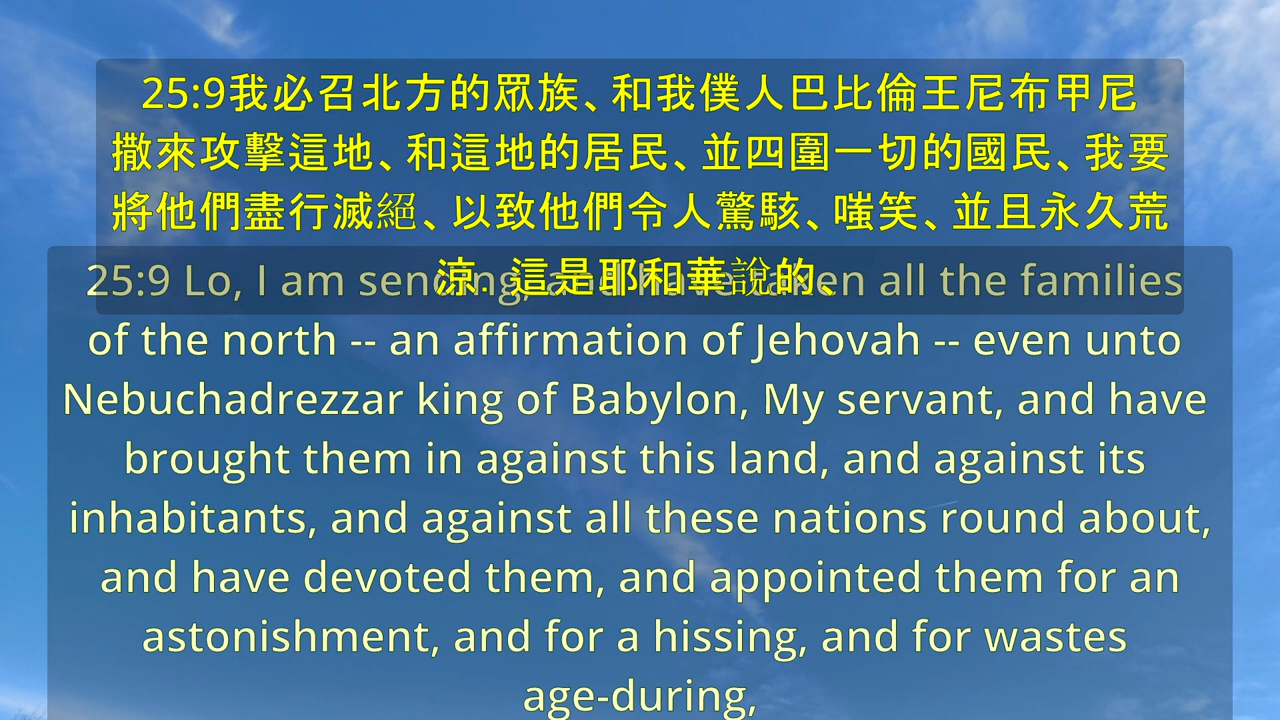 25:9我必召北方的眾族、和我僕人巴比倫王尼布甲尼
撒來攻擊這地、和這地的居民、並四圍一切的國民、我要
將他們盡行滅絕、以致他們令人驚駭、嗤笑、並且永久荒
涼．這是耶和華說的、
25:9 Lo, I am sending, and have taken all the families
of the north -- an affirmation of Jehovah -- even unto
Nebuchadrezzar king of Babylon, My servant, and have
brought them in against this land, and against its
inhabitants, and against all these nations round about,
and have devoted them, and appointed them for an
astonishment, and for a hissing, and for wastes
age-during,